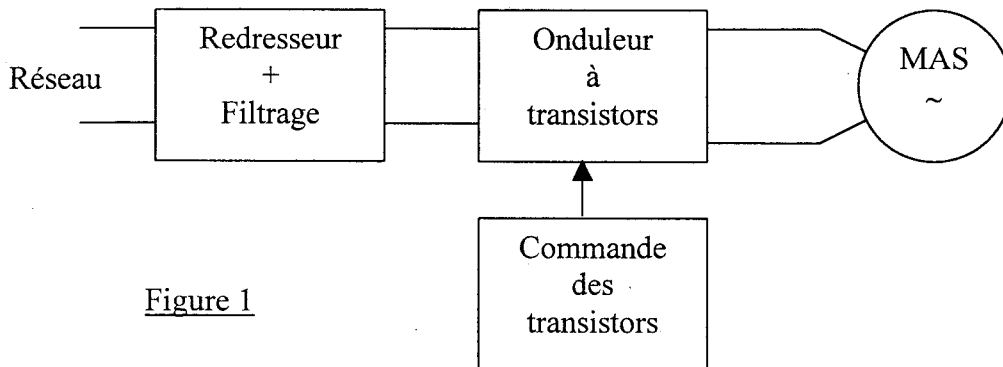 Réseau
Redresseur
+
Filtrage
Onduleur
à
transistors
MAS
~
Commande
des
transistors
Figure 1